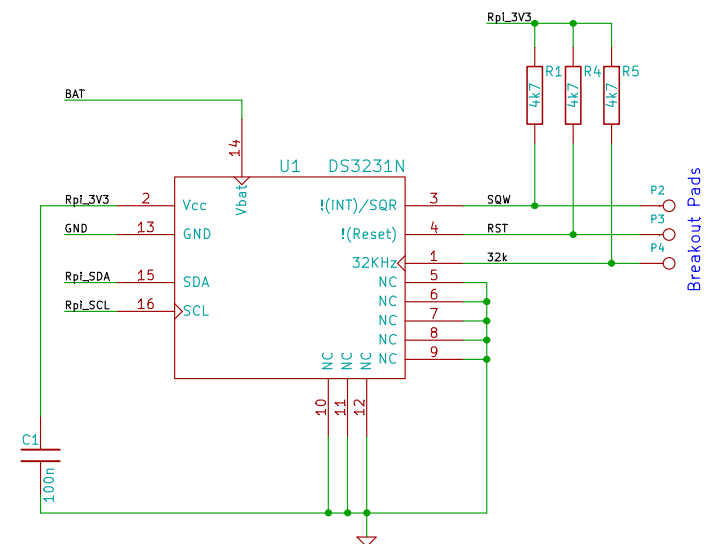 Rpi_3V3
R1
R4
R5
4k7
4k7
4k7
BAT
14
U1
DS3231N
Vbat
Rpi_3V3
2
Vcc
!(INT)/SQR
3
SQW
P2
GND
13
GND
!(Reset)
4
RST
P3
32KHz
1
32k
P4
Breakout Pads
Rpi_SDA
15
SDA
NC
5
NC
6
Rpi_SCL
16
SCL
NC
7
NC
8
NC
9
NC
NC
NC
10
11
12
C1
100n